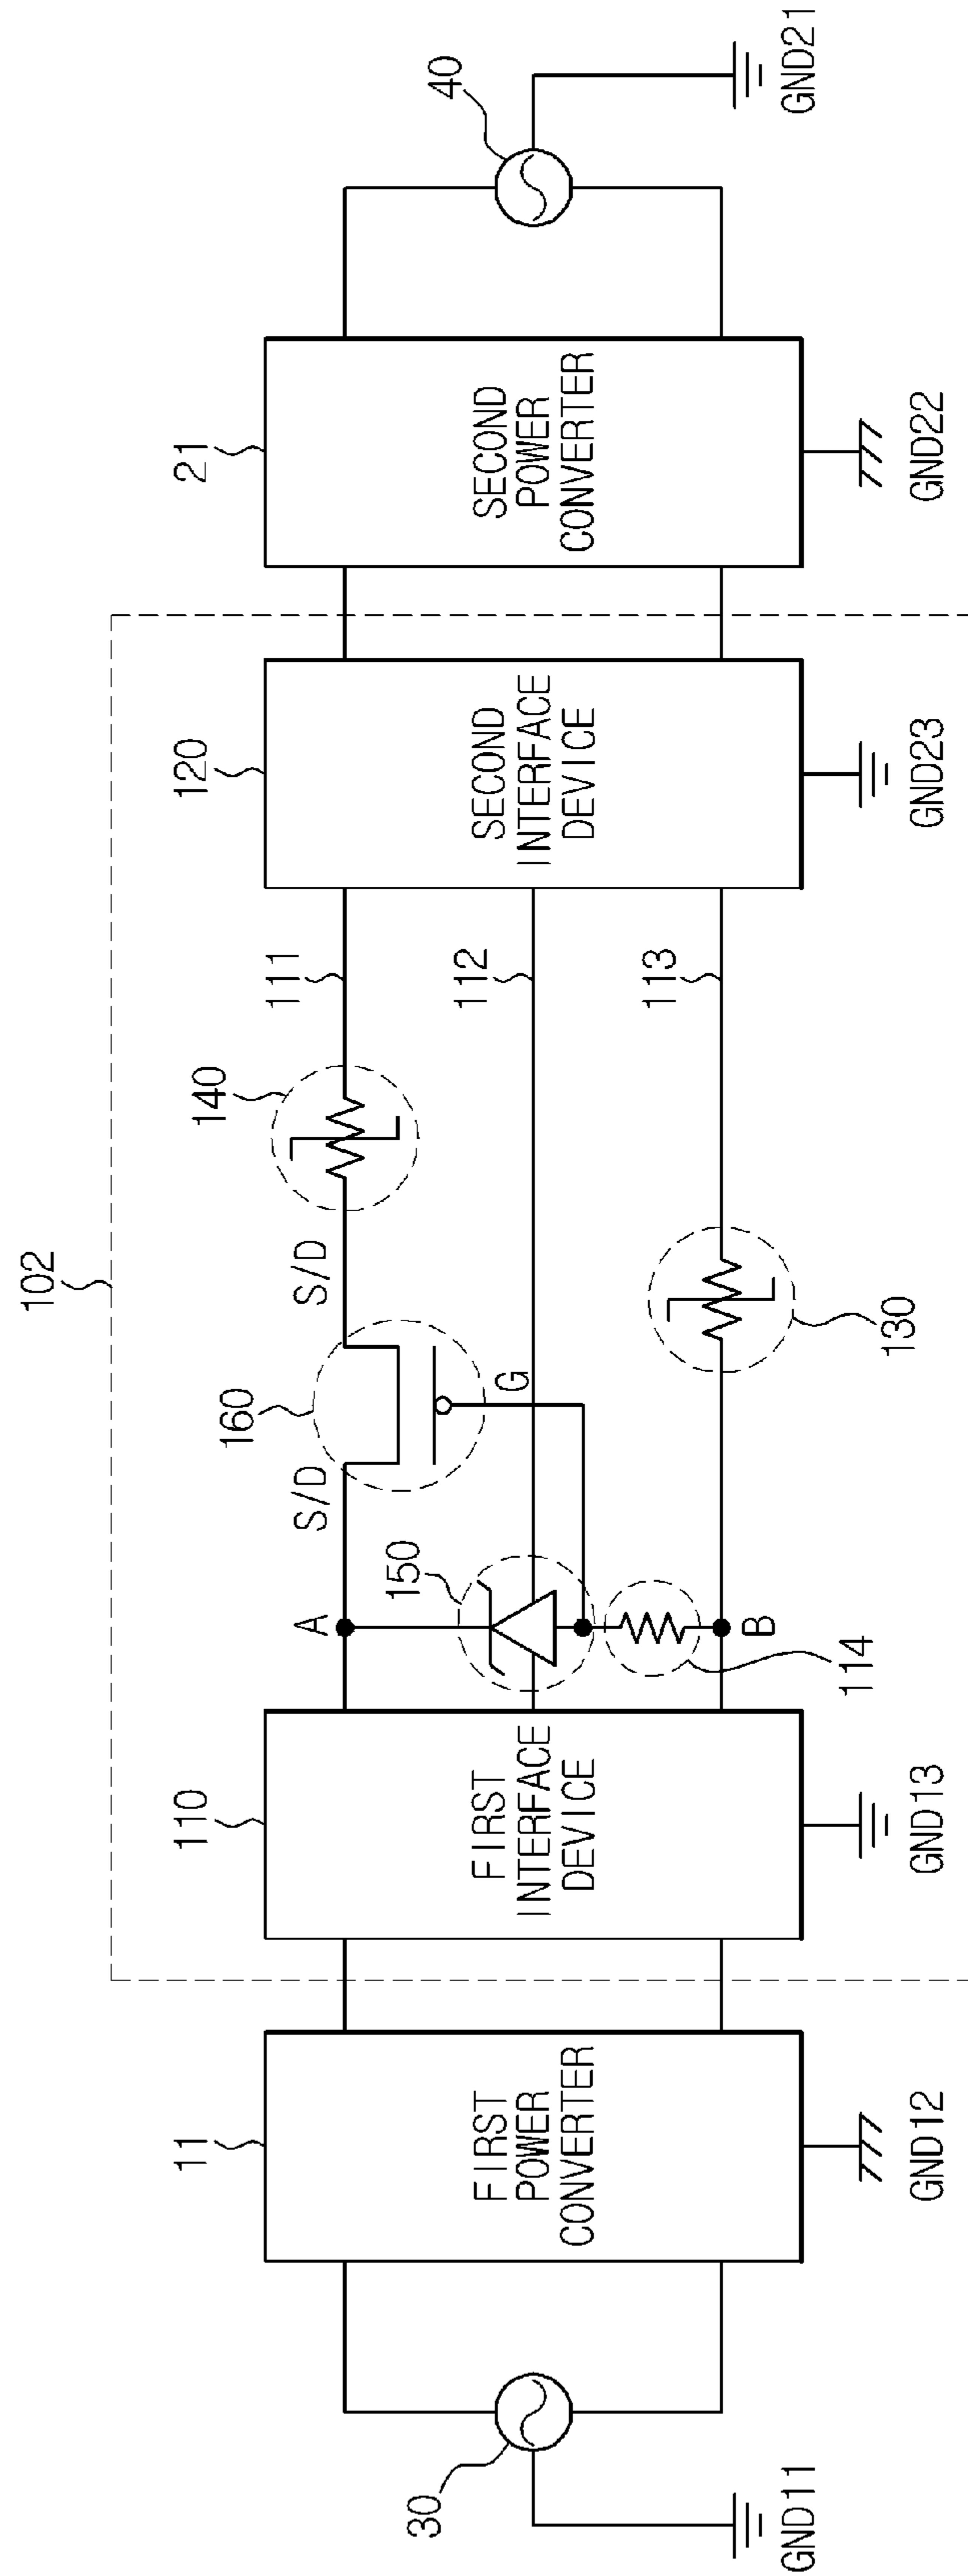 102
11
FIRST
POWER
CONVERTER
GND12
30
GND11
110
FIRST
INTERFACE
DEVICE
GND13
A
150
S/D
160
S/D
G
140
111
112
113
B
114
130
120
SECOND
INTERFACE
DEVICE
GND23
21
SECOND
POWER
CONVERTER
GND22
40
GND21